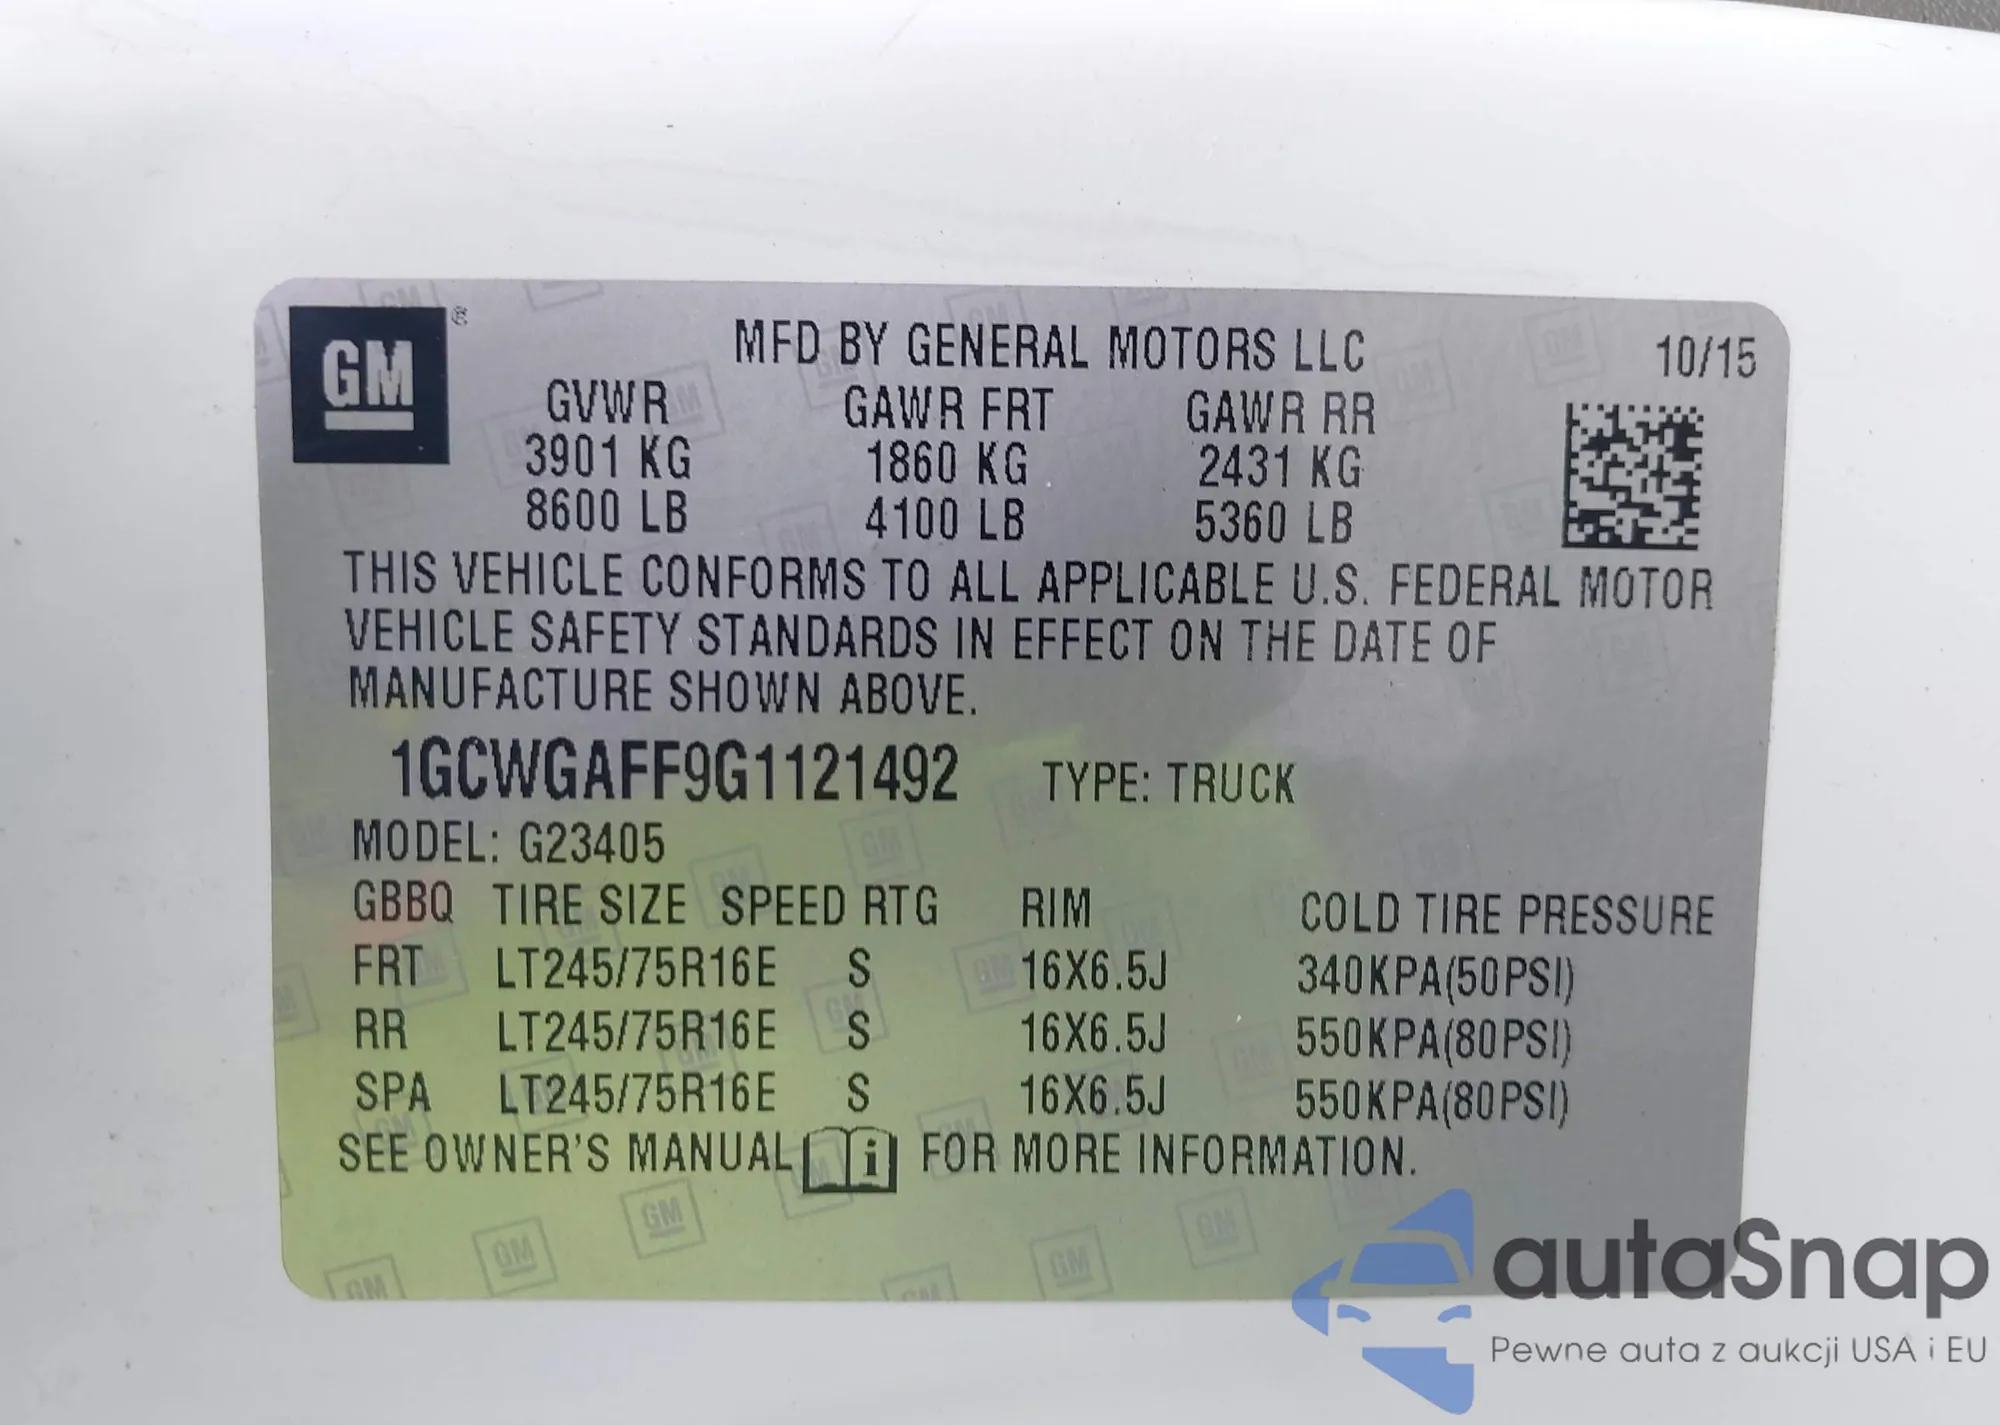 GM ®
MFD BY GENERAL MOTORS LLC 10/15
GVWR GAWR FRT GAWR RR
3901 KG 1860 KG 2431 KG
8600 LB 4100 LB 5360 LB
THIS VEHICLE CONFORMS TO ALL APPLICABLE U.S. FEDERAL MOTOR
VEHICLE SAFETY STANDARDS IN EFFECT ON THE DATE OF
MANUFACTURE SHOWN ABOVE.
1GCWGAFF9G1121492 TYPE: TRUCK
MODEL: G23405
GBBQ TIRE SIZE SPEED RTG RIM COLD TIRE PRESSURE
FRT LT245/75R16E S 16X6.5J 340KPA(50PSI)
RR LT245/75R16E S 16X6.5J 550KPA(80PSI)
SPA LT245/75R16E S 16X6.5J 550KPA(80PSI)
SEE OWNER'S MANUAL i FOR MORE INFORMATION.
autaSnap
Pewne auta z aukcji USA i EU